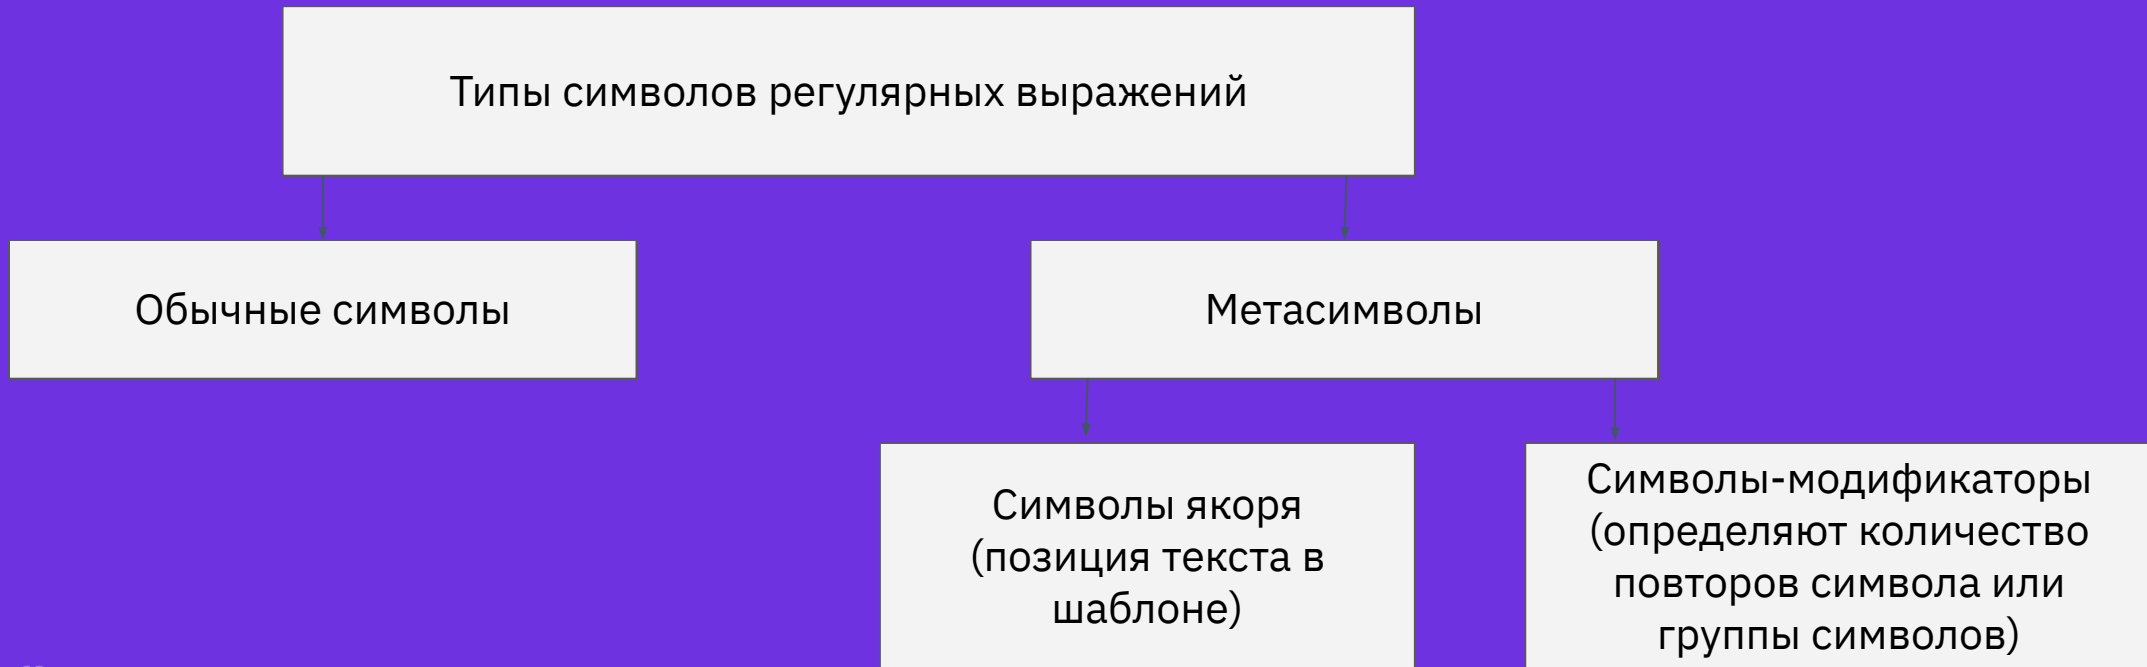 Типы символов регулярных выражений
Обычные символы
Метасимволы
Символы якоря
(позиция текста в
шаблоне)
Символы-модификаторы
(определяют количество
повторов символа или
группы символов)